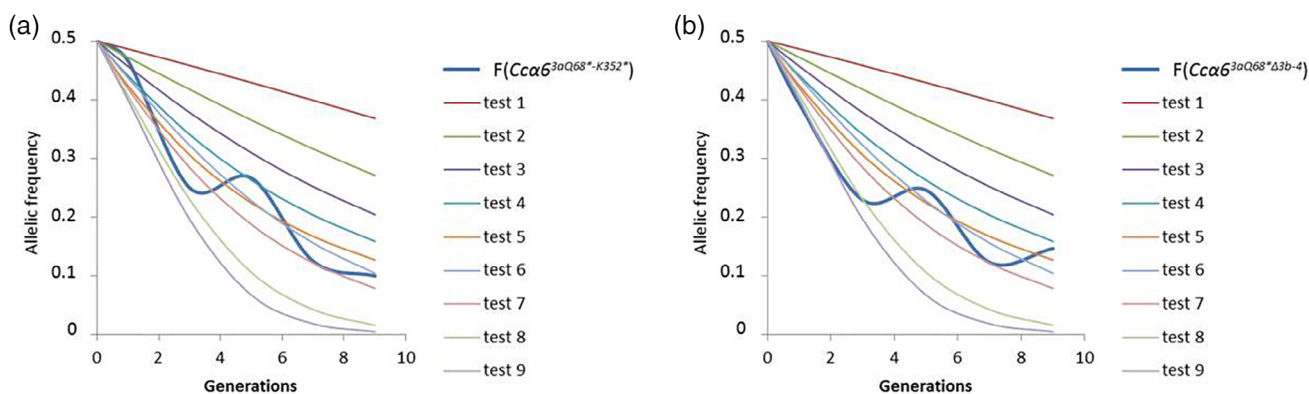 (a)
Allelic frequency
0.5
0.4
0.3
0.2
0.1
0
0 2 4 6 8 10
Generations
F(Ccα6^3aQ68*-K352*)
test 1
test 2
test 3
test 4
test 5
test 6
test 7
test 8
test 9
(b)
Allelic frequency
0.5
0.4
0.3
0.2
0.1
0
0 2 4 6 8 10
Generations
F(Ccα6^3aQ68*Δ3b-4)
test 1
test 2
test 3
test 4
test 5
test 6
test 7
test 8
test 9